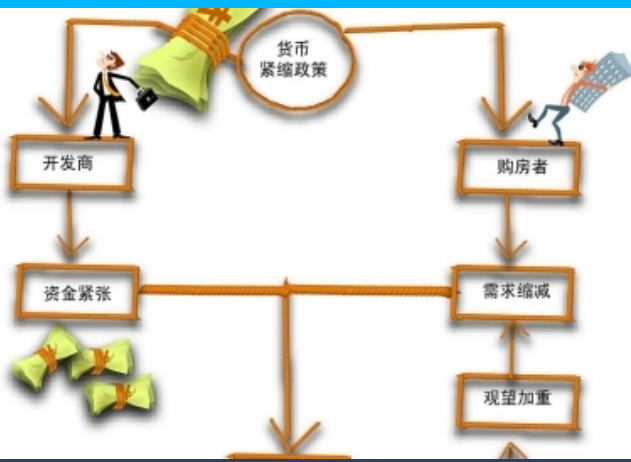 货币
紧缩政策
开发商
购房者
资金紧张
需求缩减
观望加重